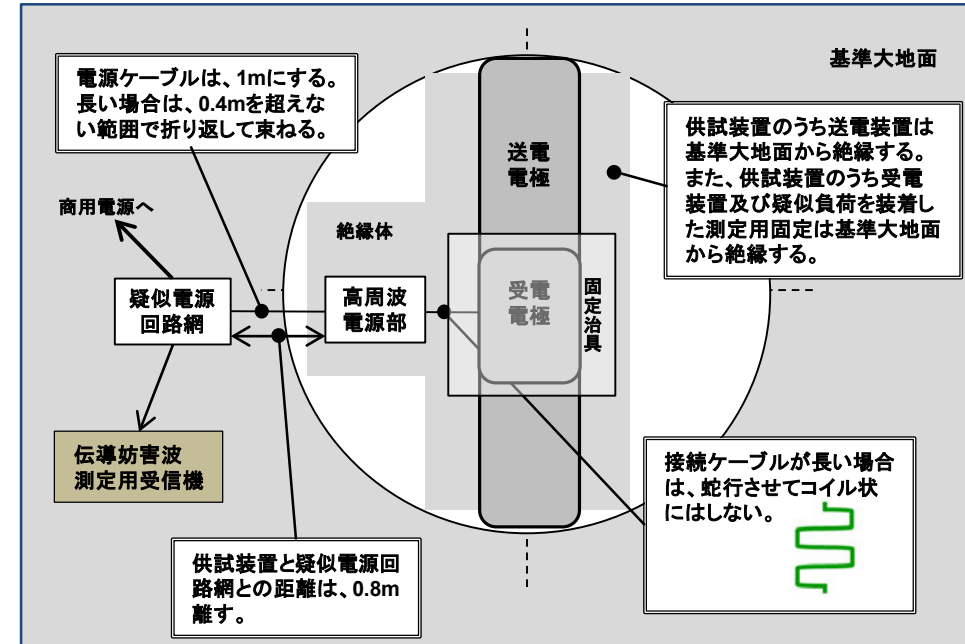 基準大地面
電源ケーブルは、1mにする。
長い場合は、0.4mを超えな
い範囲で折り返して束ねる。
供試装置のうち送電装置は
基準大地面から絶縁する。
また、供試装置のうち受電
装置及び疑似負荷を装着し
た測定用固定は基準大地面
から絶縁する。
送電
電極
商用電源へ
絶縁体
疑似電源
回路網
高周波
電源部
受電
電極
固定治具
伝導妨害波
測定用受信機
接続ケーブルが長い場合
は、蛇行させてコイル状
にはしない。
供試装置と疑似電源回
路網との距離は、0.8m
離す。